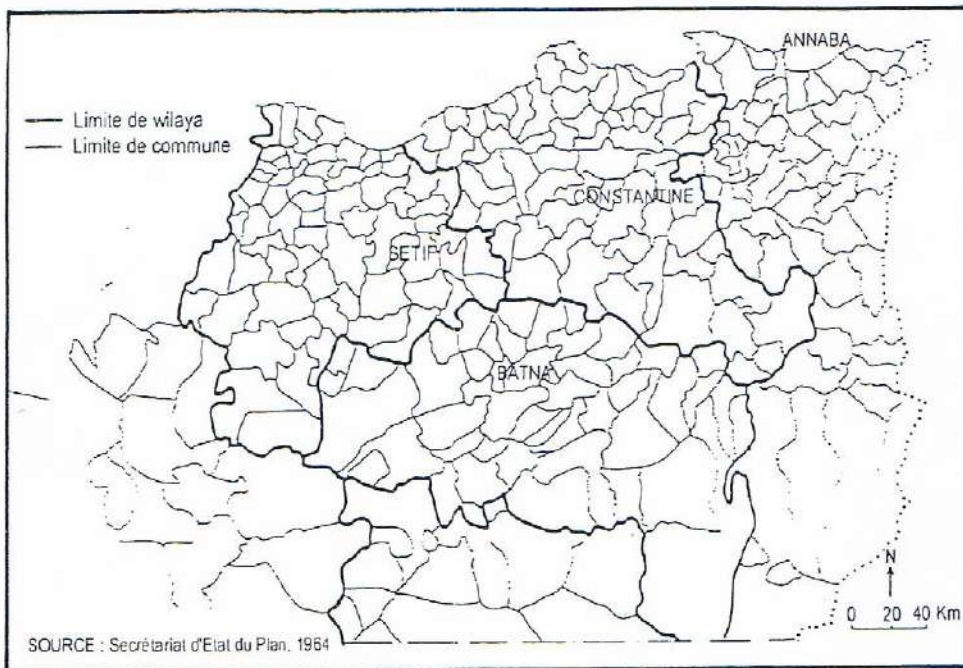 ANNABA
Limite de wilaya
Limite de commune
CONSTANTINE
SETIF
BATNA
N
0 20 40 Km
SOURCE : Secrétariat d'Etat du Plan, 1964